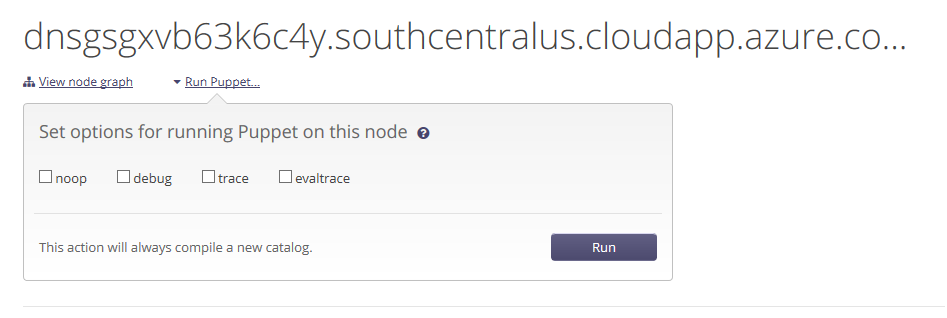 dnsgsgxvb63k6c4y.southcentralus.cloudapp.azure.co...
View node graph Run Puppet...
Set options for running Puppet on this node ?
noop debug trace evaltrace
This action will always compile a new catalog. Run